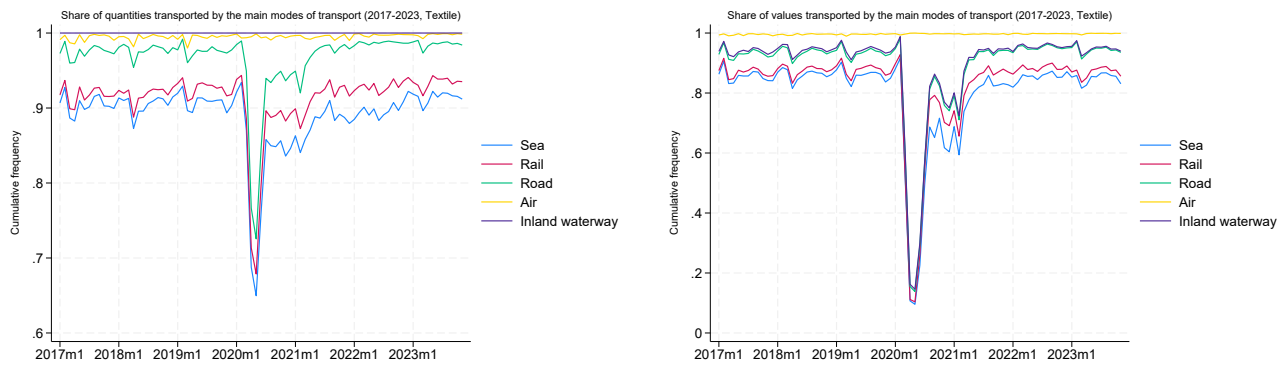 Share of quantities transported by the main modes of transport (2017-2023, Textile)
Cumulative frequency
1
.9
.8
.7
.6
2017m1 2018m1 2019m1 2020m1 2021m1 2022m1 2023m1
Sea
Rail
Road
Air
Inland waterway
Share of values transported by the main modes of transport (2017-2023, Textile)
Cumulative frequency
1
.8
.6
.4
.2
0
2017m1 2018m1 2019m1 2020m1 2021m1 2022m1 2023m1
Sea
Rail
Road
Air
Inland waterway